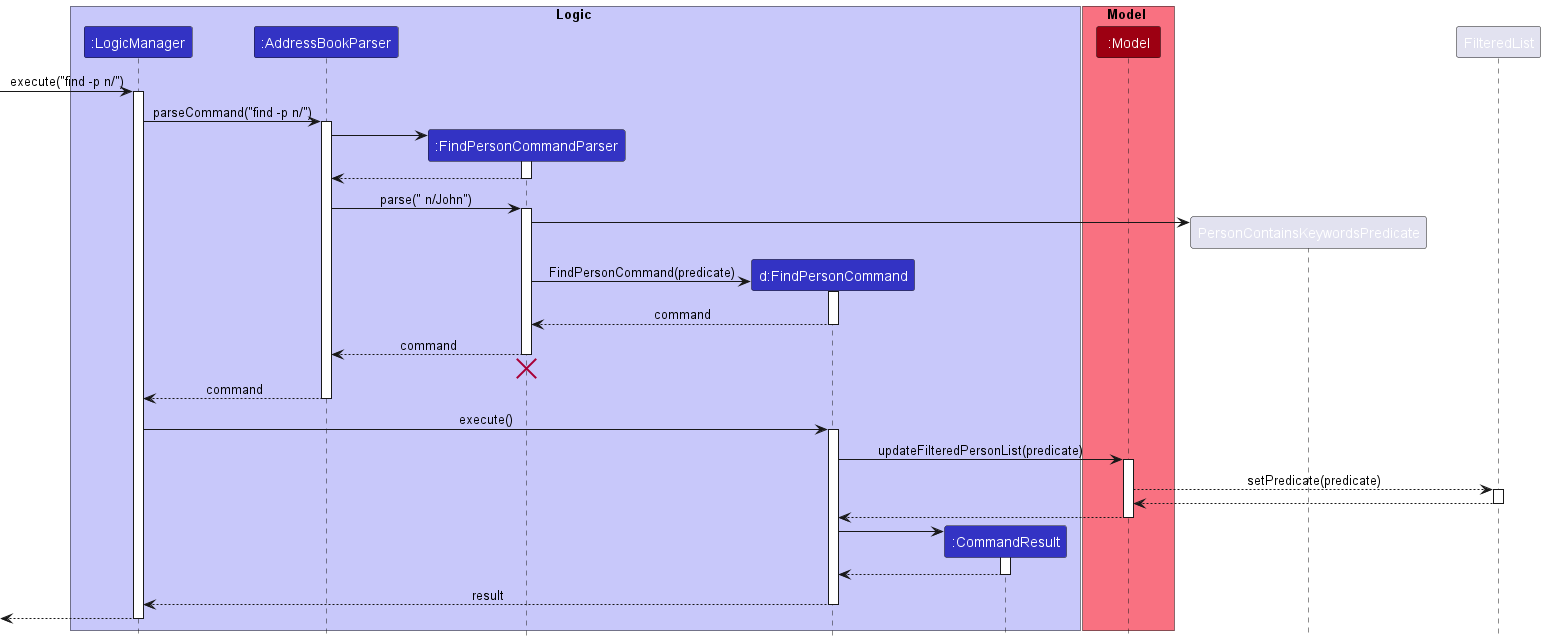 Logic
Model
:LogicManager
:AddressBookParser
:Model
FilteredList
execute("find -p n/")
parseCommand("find -p n/")
:FindPersonCommandParser
parse(" n/John")
PersonContainsKeywordsPredicate
FindPersonCommand(predicate)
d:FindPersonCommand
command
command
command
execute()
updateFilteredPersonList(predicate)
setPredicate(predicate)
:CommandResult
result